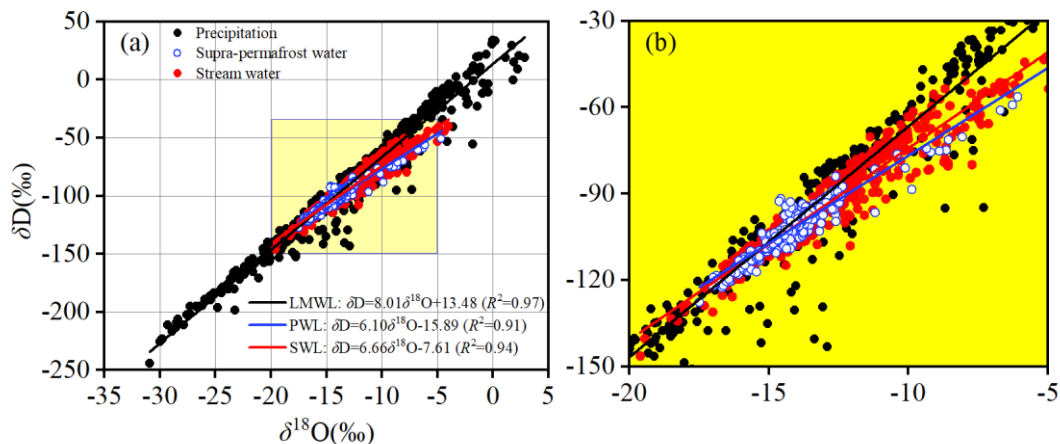 (a)
Precipitation
Supra-permafrost water
Stream water
50
0
-50
-100
-150
-200
-250
δD(‰)
LMWL: δD=8.01δ¹⁸O+13.48 (R²=0.97)
PWL: δD=6.10δ¹⁸O-15.89 (R²=0.91)
SWL: δD=6.66δ¹⁸O-7.61 (R²=0.94)
-35 -30 -25 -20 -15 -10 -5 0 5
δ¹⁸O(‰)
(b)
-30
-60
-90
-120
-150
-20 -15 -10 -5